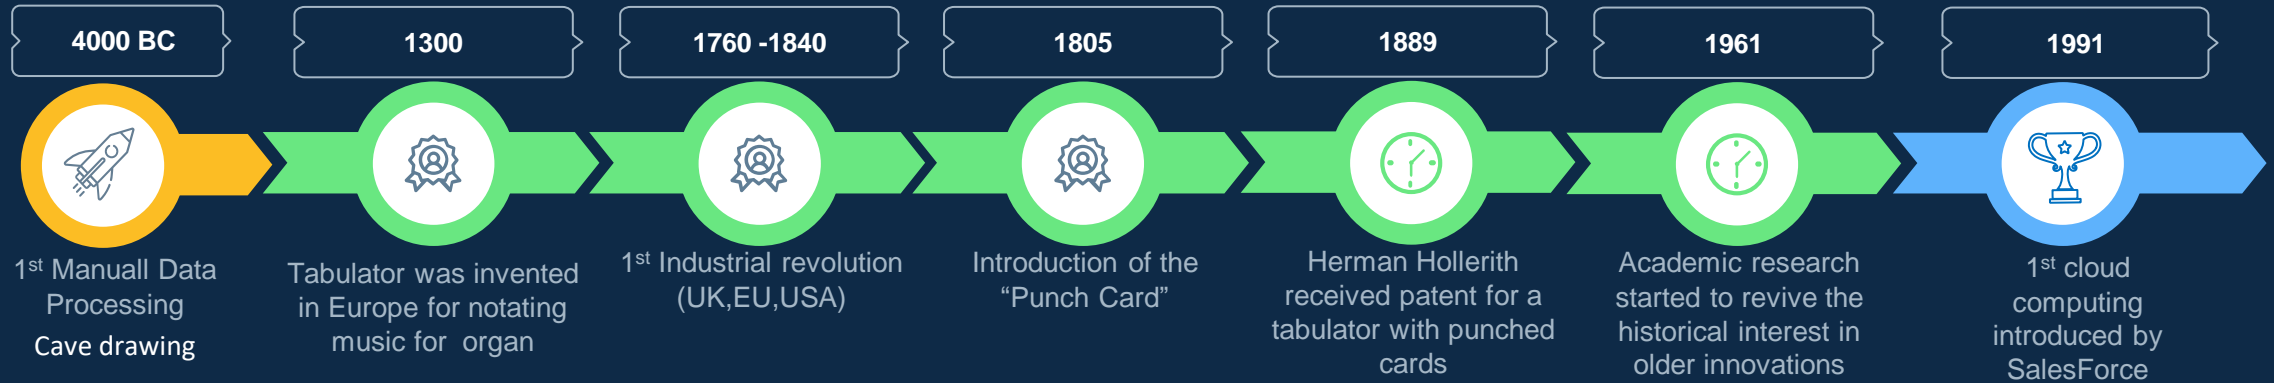 4000 BC
1st Manuall Data
Processing
Cave drawing
1300
Tabulator was invented
in Europe for notating
music for organ
1760 -1840
1st Industrial revolution
(UK,EU,USA)
1805
Introduction of the
“Punch Card”
1889
Herman Hollerith
received patent for a
tabulator with punched
cards
1961
Academic research
started to revive the
historical interest in
older innovations
1991
1st cloud
computing
introduced by
SalesForce